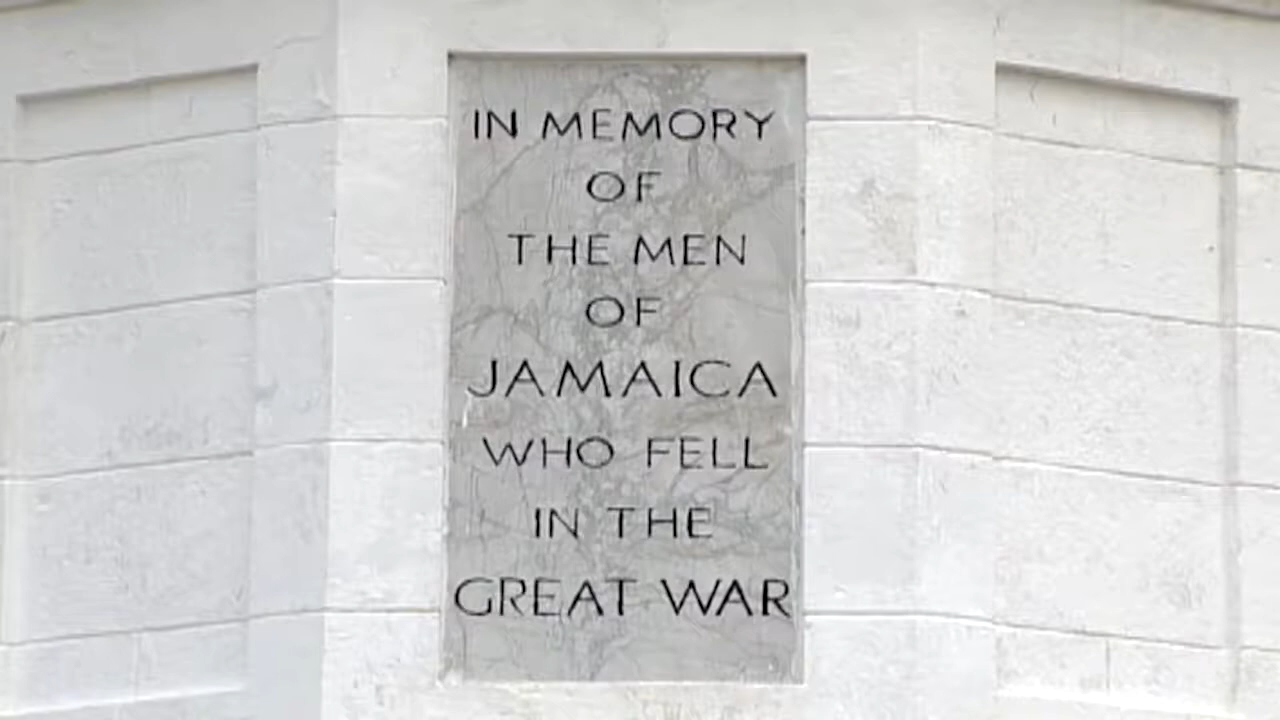 IN MEMORY
OF
THE MEN
OF
JAMAICA
WHO FELL
IN THE
GREAT WAR